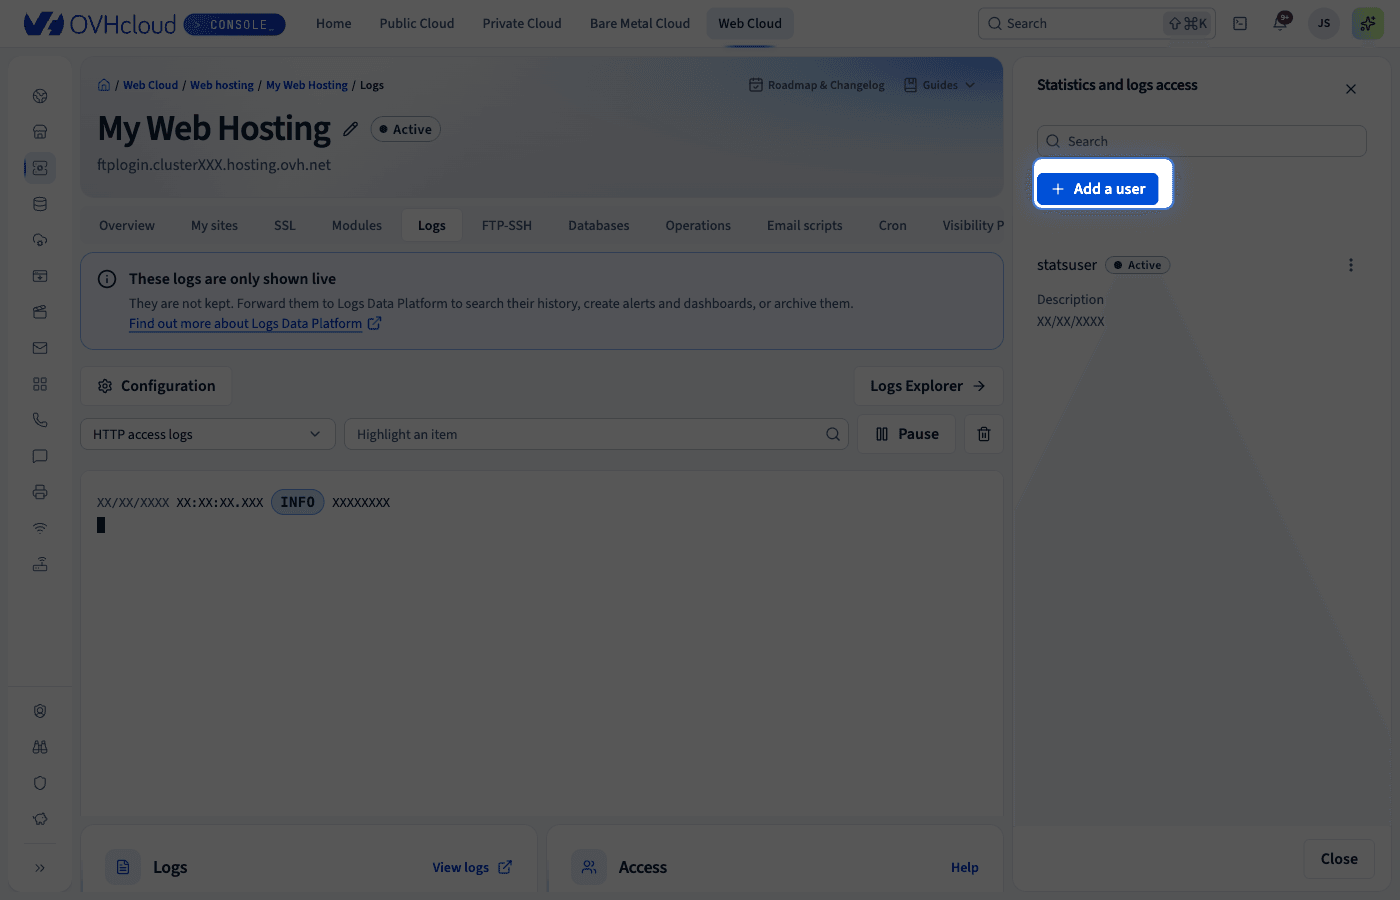 OVHcloud CONSOLE_
Home Public Cloud Private Cloud Bare Metal Cloud Web Cloud
Search ⇧⌘K 9+ JS
/ Web Cloud / Web hosting / My Web Hosting / Logs
Roadmap & Changelog Guides
My Web Hosting Active
ftplogin.clusterXXX.hosting.ovh.net
Overview My sites SSL Modules Logs FTP-SSH Databases Operations Email scripts Cron Visibility P
These logs are only shown live
They are not kept. Forward them to Logs Data Platform to search their history, create alerts and dashboards, or archive them.
Find out more about Logs Data Platform
Configuration Logs Explorer
HTTP access logs Highlight an item Pause
XX/XX/XXXX XX:XX:XX.XXX INFO XXXXXXXX
Logs View logs
Access Help
Statistics and logs access
Search
+ Add a user
statsuser Active
Description
XX/XX/XXXX
Close